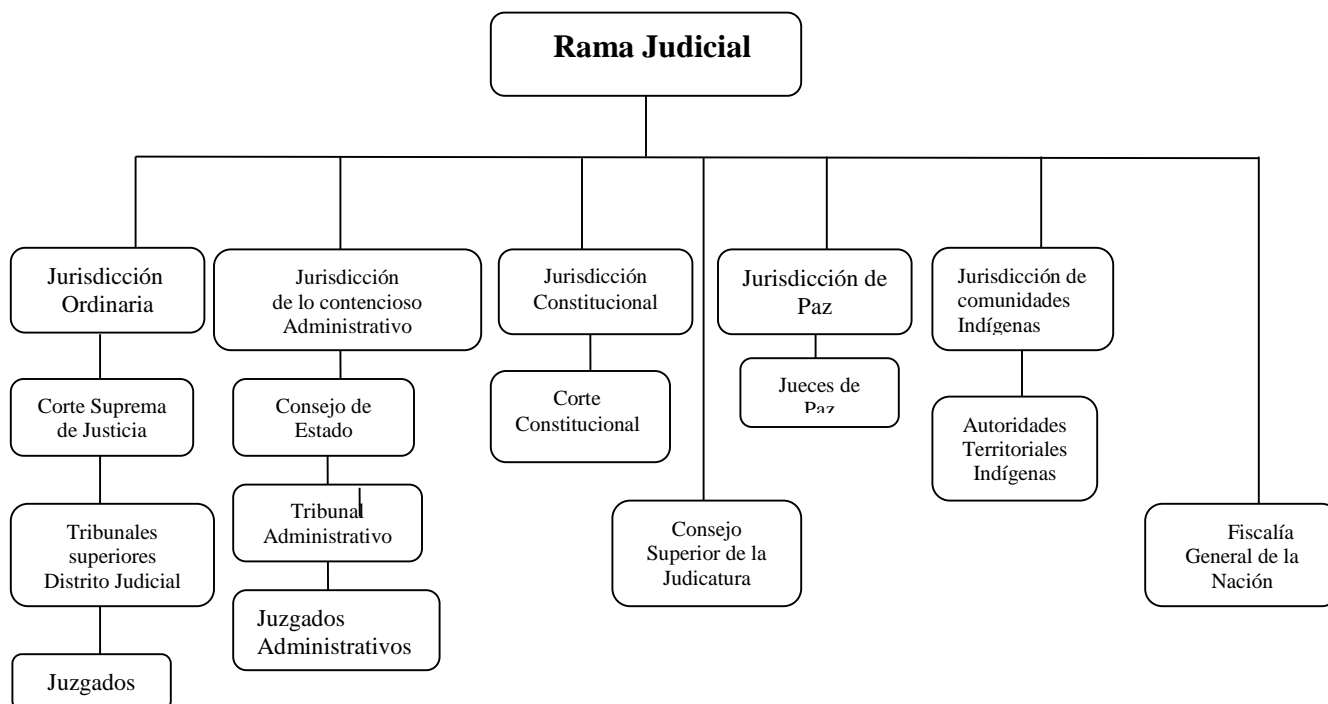 Rama Judicial
Jurisdicción
Ordinaria
Jurisdicción
de lo contencioso
Administrativo
Jurisdicción
Constitucional
Jurisdicción de
Paz
Jurisdicción de
comunidades
Indígenas
Corte Suprema
de Justicia
Consejo de
Estado
Corte
Constitucional
Jueces de
Paz
Autoridades
Territoriales
Indígenas
Tribunales
superiores
Distrito Judicial
Tribunal
Administrativo
Consejo
Superior de la
Judicatura
Fiscalía
General de la
Nación
Juzgados
Administrativos
Juzgados